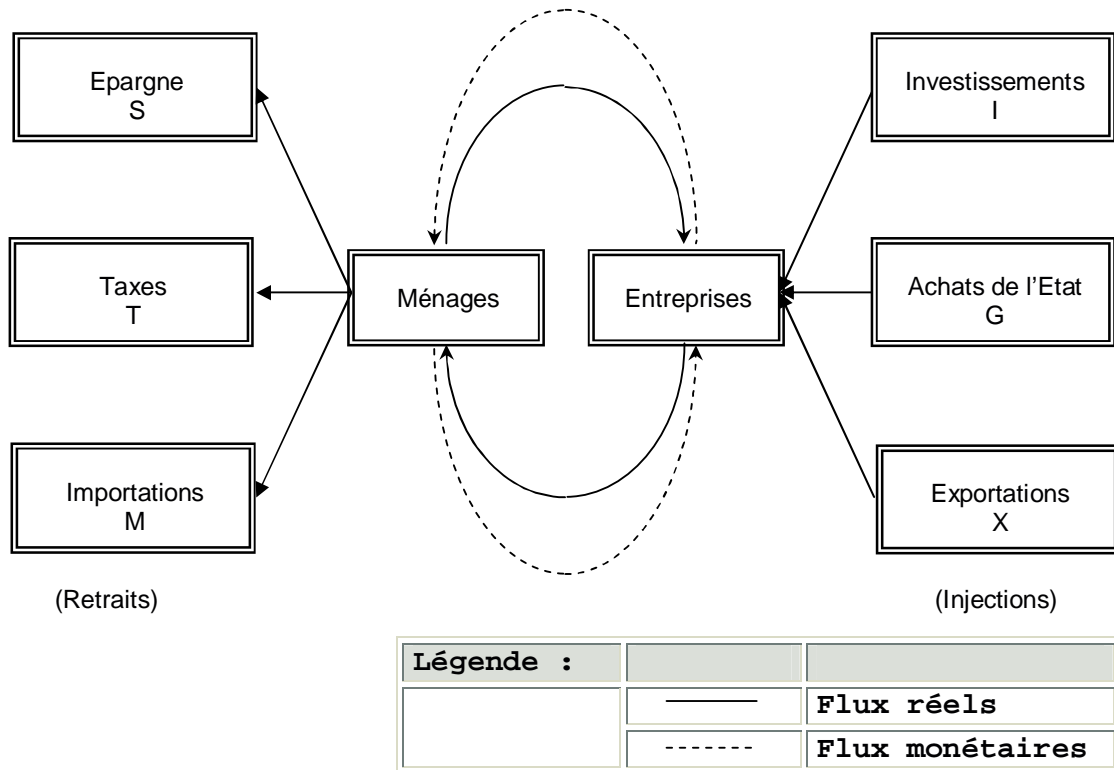 Epargne
S
Investissements
I
Taxes
T
Ménages
Entreprises
Achats de l'Etat
G
Importations
M
Exportations
X
(Retraits)
(Injections)
Légende :
Flux réels
Flux monétaires